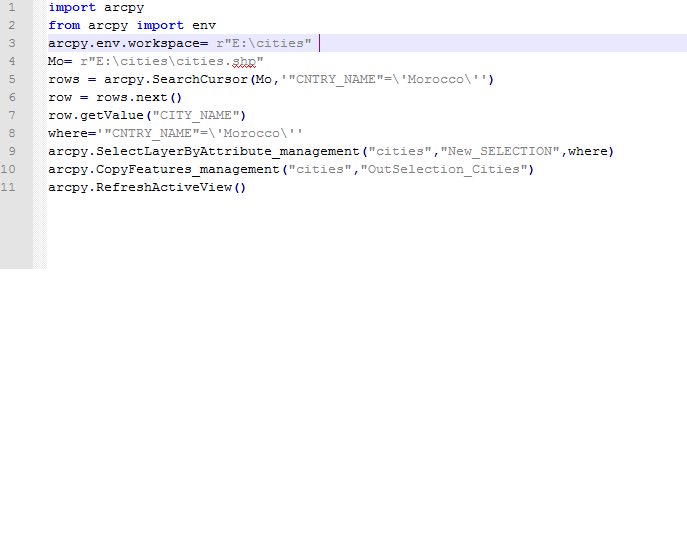 1 import arcpy
2 from arcpy import env
3 arcpy.env.workspace= r"E:\cities"
4 Mo= r"E:\cities\cities.shp"
5 rows = arcpy.SearchCursor(Mo,'"CNTRY_NAME"=\'Morocco\'')
6 row = rows.next()
7 row.getValue("CITY_NAME")
8 where='"CNTRY_NAME"=\'Morocco\''
9 arcpy.SelectLayerByAttribute_management("cities","New_SELECTION",where)
10 arcpy.CopyFeatures_management("cities","OutSelection_Cities")
11 arcpy.RefreshActiveView()